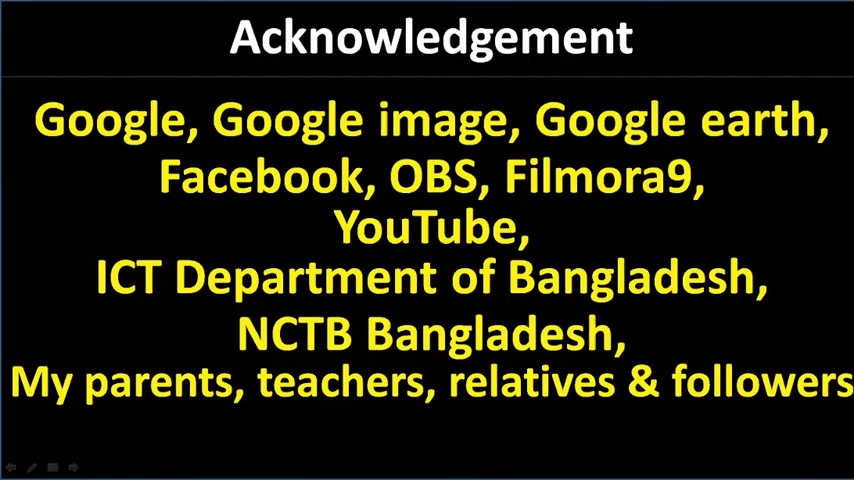 Acknowledgement
Google, Google image, Google earth,
Facebook, OBS, Filmora9,
YouTube,
ICT Department of Bangladesh,
NCTB Bangladesh,
My parents, teachers, relatives & followers